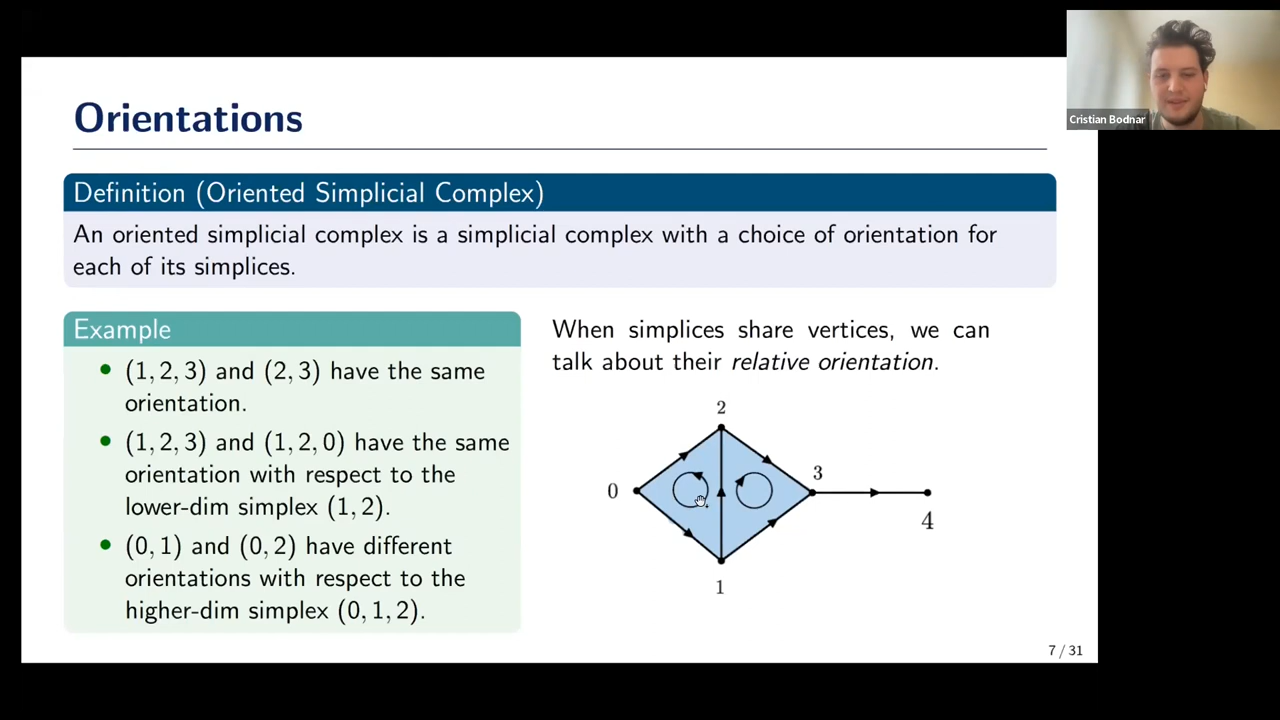 Cristian Bodnar
Orientations
Definition (Oriented Simplicial Complex)
An oriented simplicial complex is a simplicial complex with a choice of orientation for
each of its simplices.
Example
• (1, 2, 3) and (2, 3) have the same
orientation.
• (1, 2, 3) and (1, 2, 0) have the same
orientation with respect to the
lower-dim simplex (1, 2).
• (0, 1) and (0, 2) have different
orientations with respect to the
higher-dim simplex (0, 1, 2).
When simplices share vertices, we can
talk about their relative orientation.
2
3
0
4
1
7 / 31